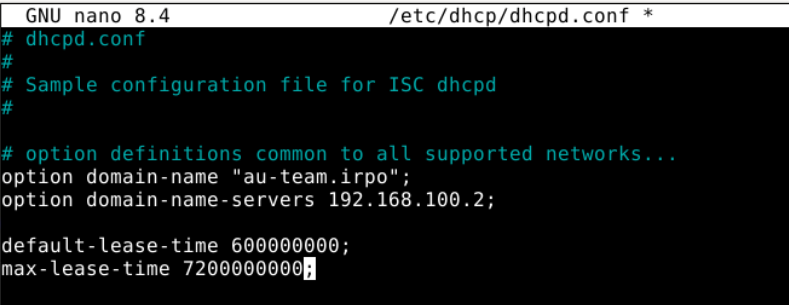 GNU nano 8.4 /etc/dhcp/dhcpd.conf *
# dhcpd.conf
#
# Sample configuration file for ISC dhcpd
#
# option definitions common to all supported networks...
option domain-name "au-team.irpo";
option domain-name-servers 192.168.100.2;
default-lease-time 600000000;
max-lease-time 7200000000;